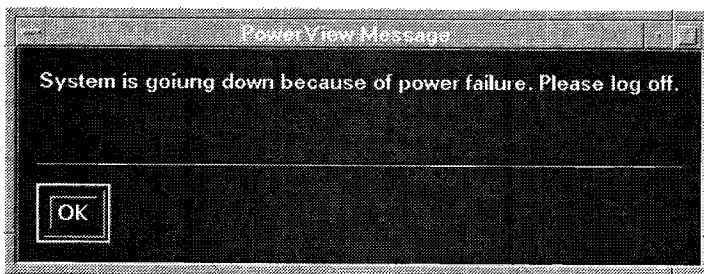 PowerView Message
System is goiung down because of power failure. Please log off.
OK